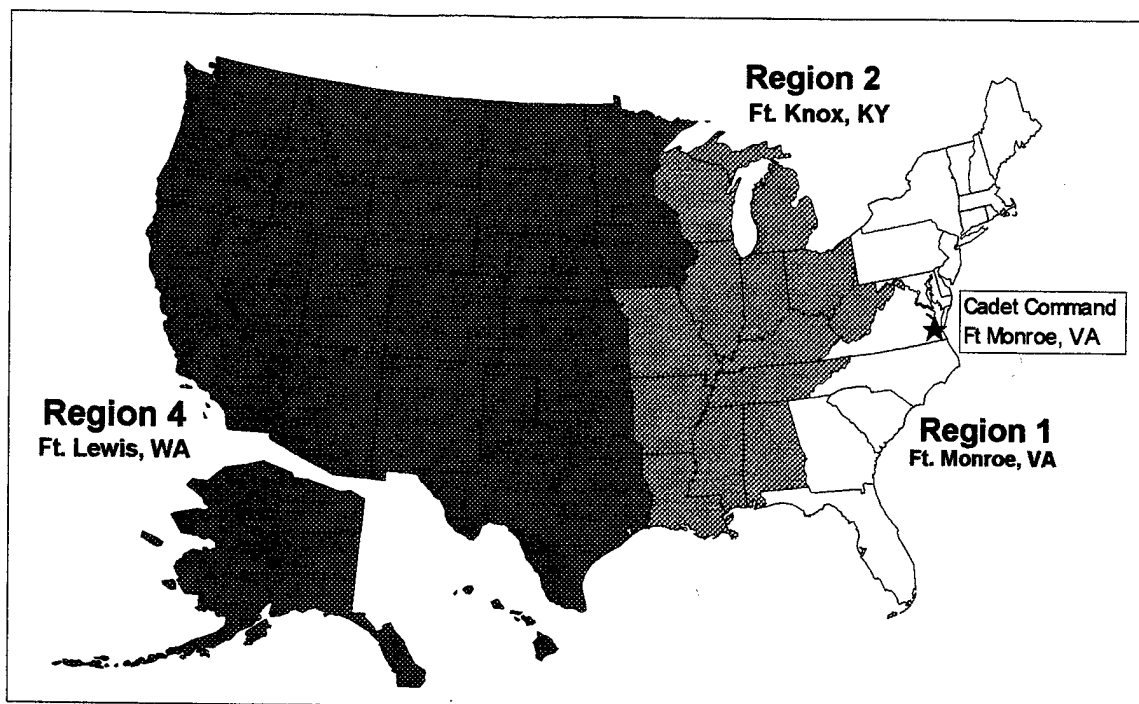 Region 2
Ft. Knox, KY
Cadet Command
Ft Monroe, VA
Region 4
Ft. Lewis, WA
Region 1
Ft. Monroe, VA